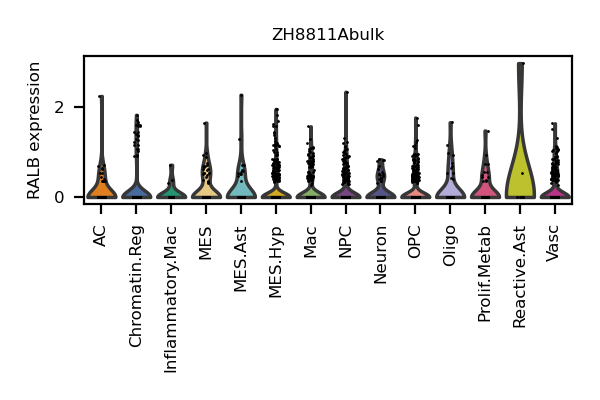 ZH8811Abulk
RALB expression
2
0
AC
Chromatin.Reg
Inflammatory.Mac
MES
MES.Ast
MES.Hyp
Mac
NPC
Neuron
OPC
Oligo
Prolif.Metab
Reactive.Ast
Vasc